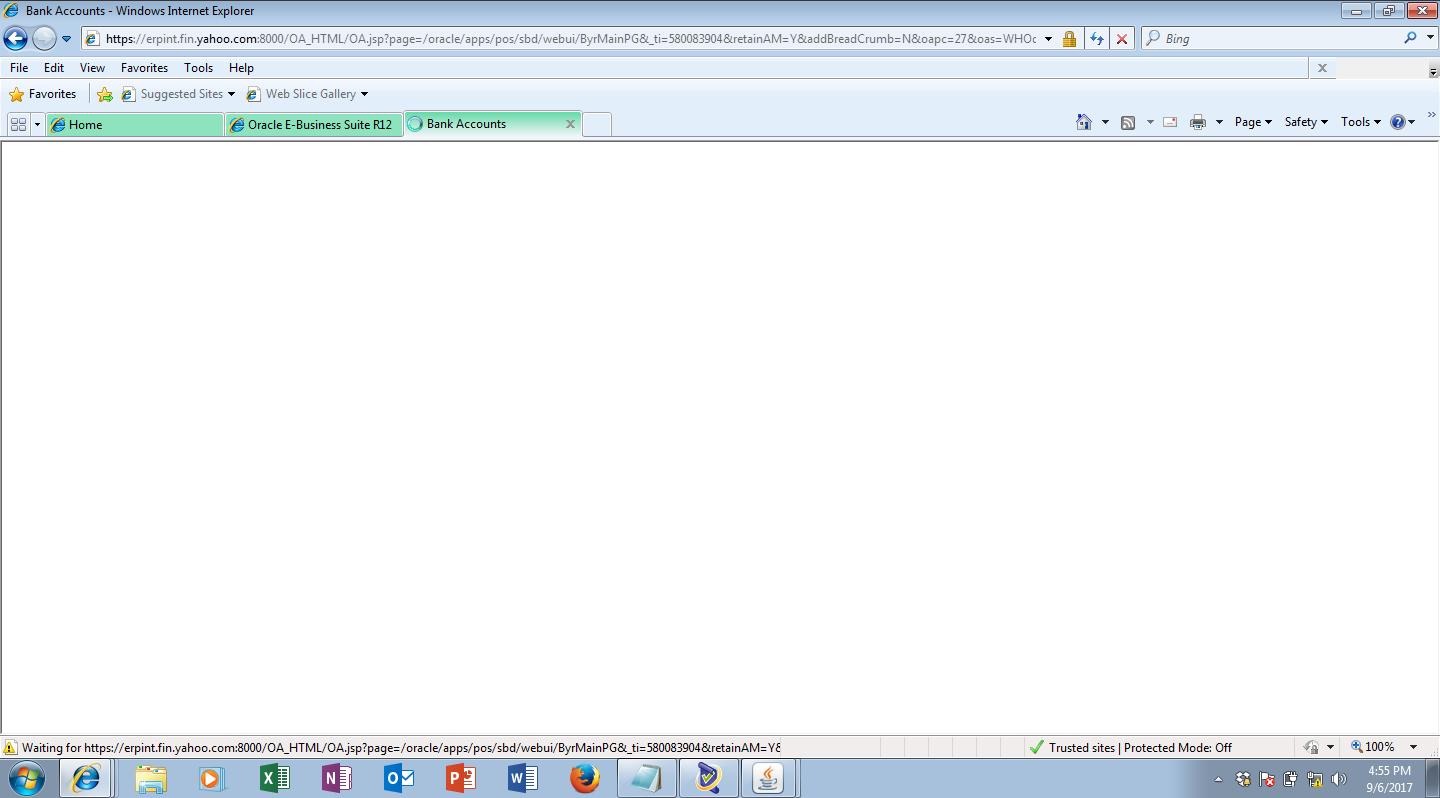 Bank Accounts - Windows Internet Explorer
https://erpint.fin.yahoo.com:8000/OA_HTML/OA.jsp?page=/oracle/apps/pos/sbd/webui/ByrMainPG&_ti=580083904&retainAM=Y&addBreadCrumb=N&oapc=27&oas=WHOc
Bing
File Edit View Favorites Tools Help
x
Favorites Suggested Sites Web Slice Gallery
Home Oracle E-Business Suite R12 Bank Accounts x Page Safety Tools
Waiting for https://erpint.fin.yahoo.com:8000/OA_HTML/OA.jsp?page=/oracle/apps/pos/sbd/webui/ByrMainPG&_ti=580083904&retainAM=Y& Trusted sites | Protected Mode: Off 100%
4:55 PM
9/6/2017